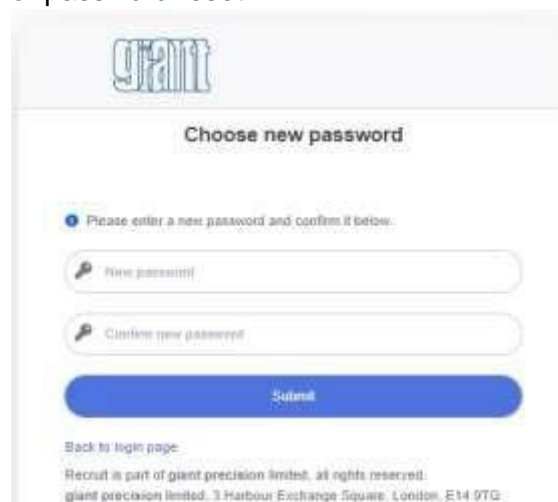 giant
Choose new password
Please enter a new password and confirm it below.
New password
Confirm new password
Submit
Back to login page
Recruit is part of giant precision limited, all rights reserved.
giant precision limited, 3 Harbour Exchange Square, London, E14 9TG